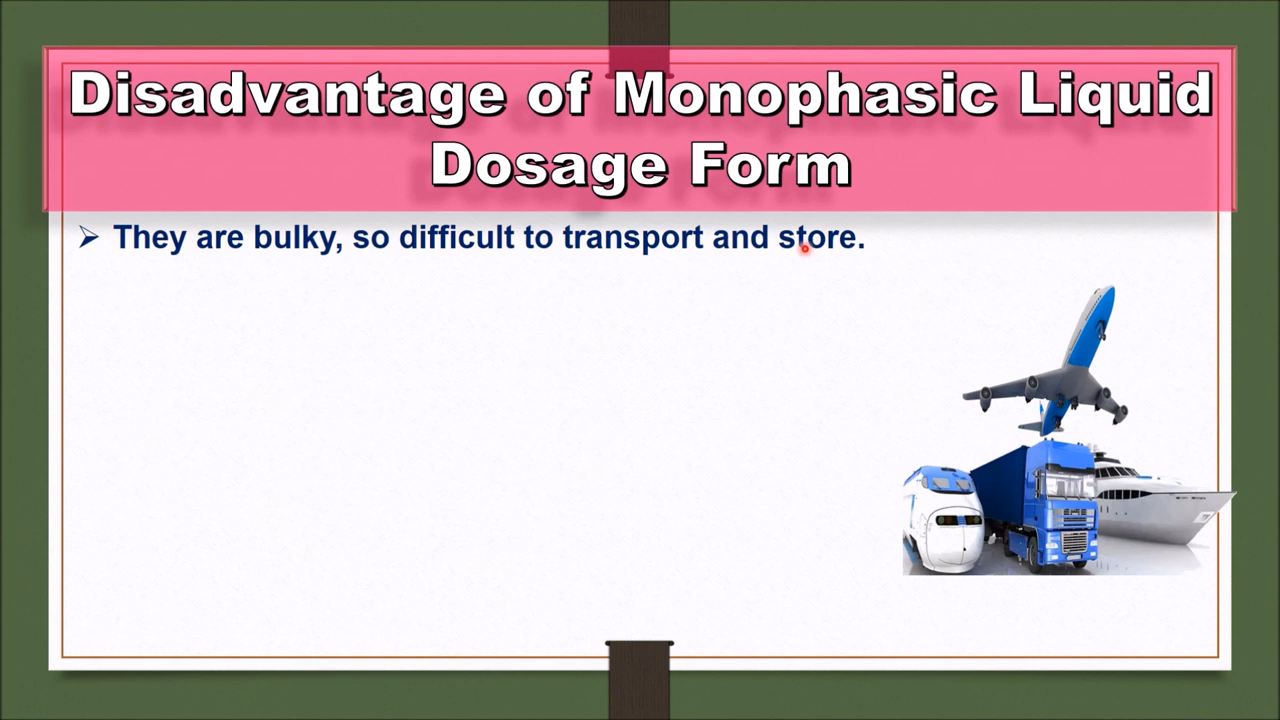 Disadvantage of Monophasic Liquid
Dosage Form
➢ They are bulky, so difficult to transport and store.